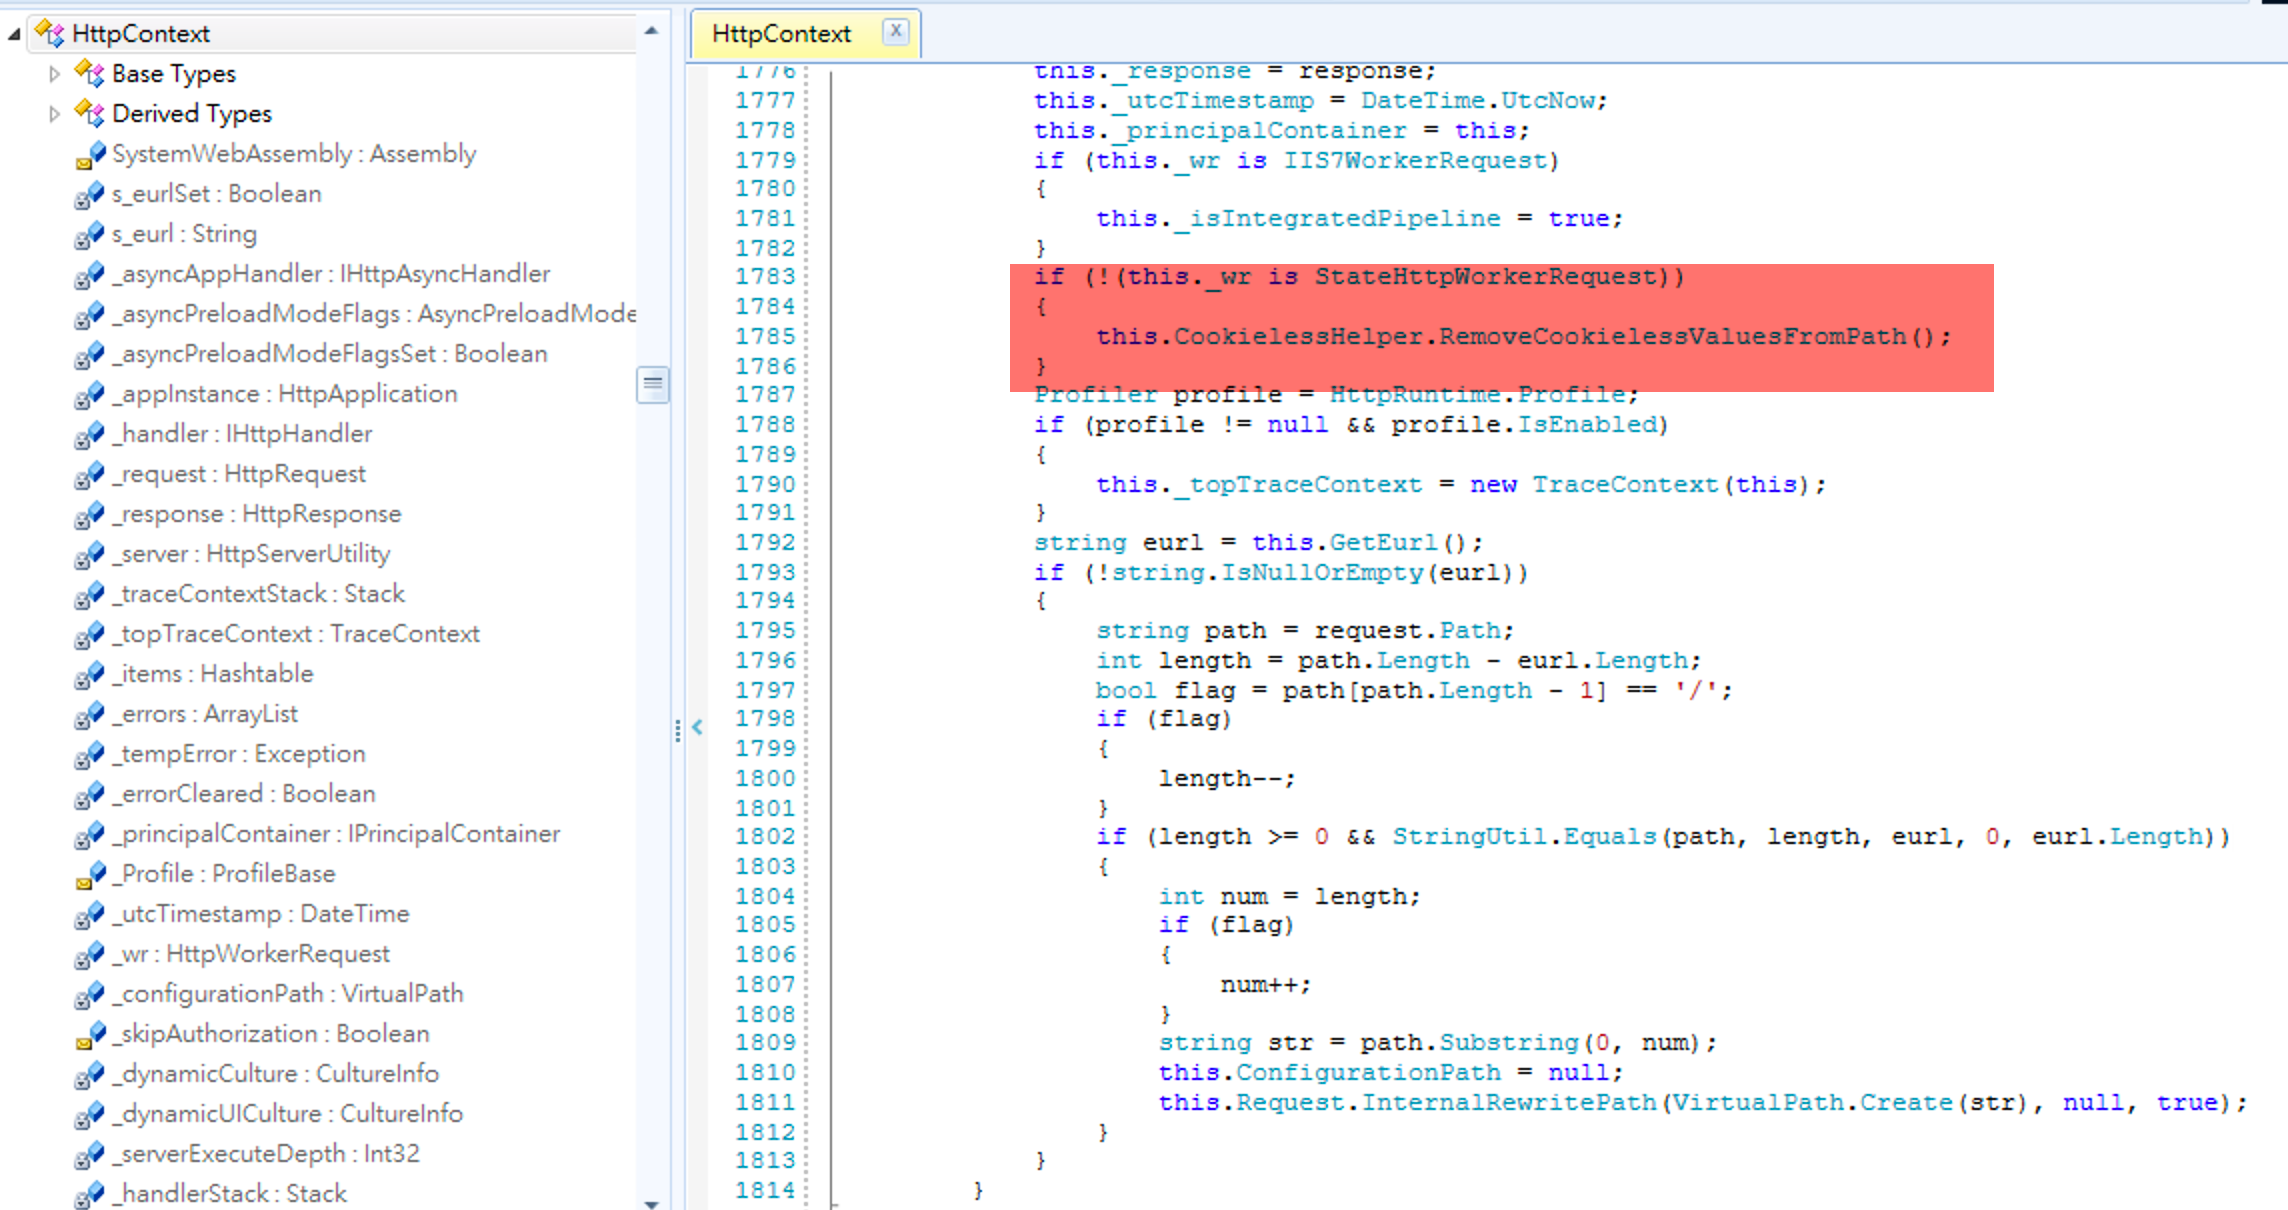 HttpContext
Base Types
Derived Types
SystemWebAssembly : Assembly
s_eurlSet : Boolean
s_eurl : String
_asyncAppHandler : IHttpAsyncHandler
_asyncPreloadModeFlags : AsyncPreloadMode
_asyncPreloadModeFlagsSet : Boolean
_appInstance : HttpApplication
_handler : IHttpHandler
_request : HttpRequest
_response : HttpResponse
_server : HttpServerUtility
_traceContextStack : Stack
_topTraceContext : TraceContext
_items : Hashtable
_errors : ArrayList
_tempError : Exception
_errorCleared : Boolean
_principalContainer : IPrincipalContainer
_Profile : ProfileBase
_utcTimestamp : DateTime
_wr : HttpWorkerRequest
_configurationPath : VirtualPath
_skipAuthorization : Boolean
_dynamicCulture : CultureInfo
_dynamicUICulture : CultureInfo
_serverExecuteDepth : Int32
_handlerStack : Stack
HttpContext x
1776 this._response = response;
1777 this._utcTimestamp = DateTime.UtcNow;
1778 this._principalContainer = this;
1779 if (this._wr is IIS7WorkerRequest)
1780 {
1781 this._isIntegratedPipeline = true;
1782 }
1783 if (!(this._wr is StateHttpWorkerRequest))
1784 {
1785 this.CookielessHelper.RemoveCookielessValuesFromPath();
1786 }
1787 Profiler profile = HttpRuntime.Profile;
1788 if (profile != null && profile.IsEnabled)
1789 {
1790 this._topTraceContext = new TraceContext(this);
1791 }
1792 string eurl = this.GetEurl();
1793 if (!string.IsNullOrEmpty(eurl))
1794 {
1795 string path = request.Path;
1796 int length = path.Length - eurl.Length;
1797 bool flag = path[path.Length - 1] == '/';
1798 if (flag)
1799 {
1800 length--;
1801 }
1802 if (length >= 0 && StringUtil.Equals(path, length, eurl, 0, eurl.Length))
1803 {
1804 int num = length;
1805 if (flag)
1806 {
1807 num++;
1808 }
1809 string str = path.Substring(0, num);
1810 this.ConfigurationPath = null;
1811 this.Request.InternalRewritePath(VirtualPath.Create(str), null, true);
1812 }
1813 }
1814 }